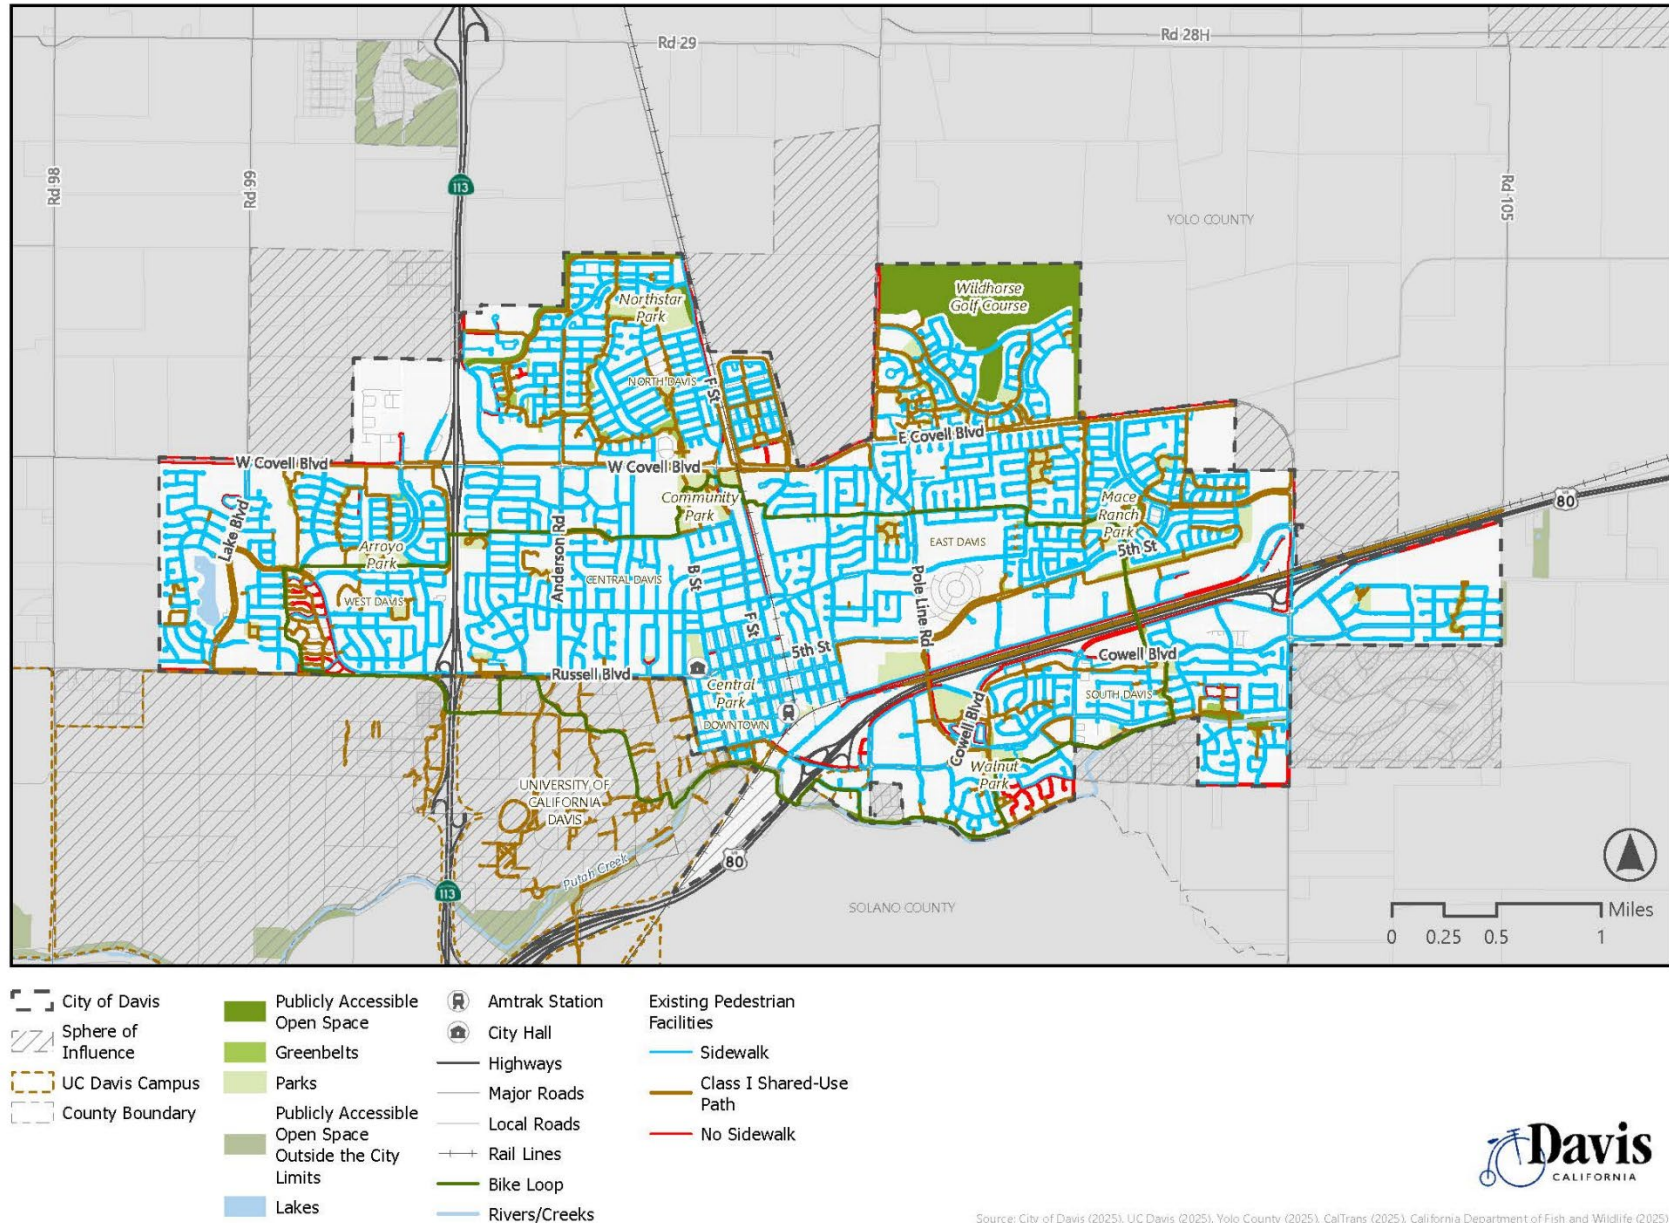 Rd 29
Rd 28H
Rd 98
Rd 99
113
Rd 105
YOLO COUNTY
Wildhorse
Golf Course
Northstar
Park
NORTH DAVIS
F St
E Covell Blvd
W Covell Blvd
W Covell Blvd
Community
Park
Mace
Ranch
Park
80
Lake Blvd
Anderson Rd
Arroyo
Park
EAST DAVIS
5th St
CENTRAL DAVIS
B St
WEST DAVIS
Pole Line Rd
F St
5th St
Cowell Blvd
Russell Blvd
Central
Park
SOUTH DAVIS
DOWNTOWN
Cowell Blvd
Walnut
Park
UNIVERSITY OF
CALIFORNIA
DAVIS
80
Putah Creek
113
SOLANO COUNTY
Miles
0 0.25 0.5 1
City of Davis
Sphere of
Influence
UC Davis Campus
County Boundary
Publicly Accessible
Open Space
Greenbelts
Parks
Publicly Accessible
Open Space
Outside the City
Limits
Lakes
Amtrak Station
City Hall
Highways
Major Roads
Local Roads
Rail Lines
Bike Loop
Rivers/Creeks
Existing Pedestrian
Facilities
Sidewalk
Class I Shared-Use
Path
No Sidewalk
Davis
CALIFORNIA
Source: City of Davis (2025), UC Davis (2025), Yolo County (2025), CalTrans (2025), California Department of Fish and Wildlife (2025)